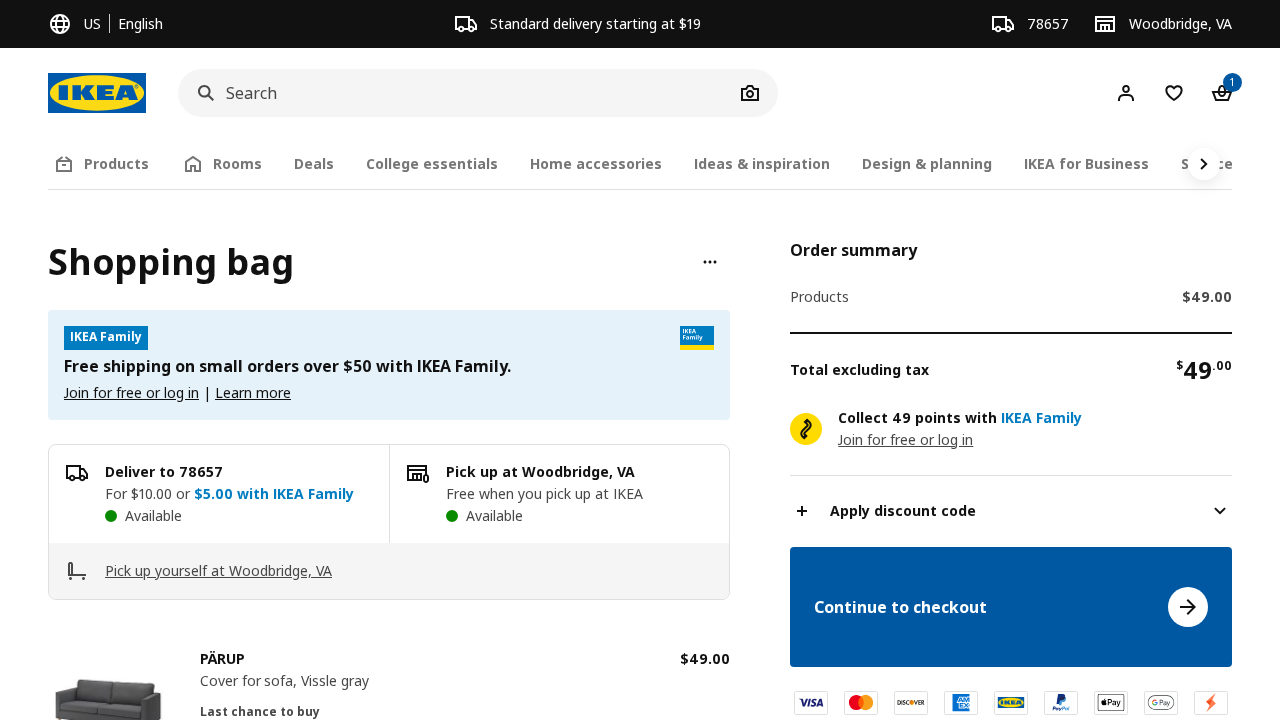 US | English
Standard delivery starting at $19
78657
Woodbridge, VA
IKEA
Search
1
Products
Rooms
Deals
College essentials
Home accessories
Ideas & inspiration
Design & planning
IKEA for Business
Shopping bag
IKEA Family
IKEA
Family
Free shipping on small orders over $50 with IKEA Family.
Join for free or log in | Learn more
Deliver to 78657
For $10.00 or $5.00 with IKEA Family
Available
Pick up at Woodbridge, VA
Free when you pick up at IKEA
Available
Pick up yourself at Woodbridge, VA
PÄRUP
$49.00
Cover for sofa, Vissle gray
Last chance to buy
Order summary
Products
$49.00
Total excluding tax
$49.00
Collect 49 points with IKEA Family
Join for free or log in
Apply discount code
Continue to checkout
VISA
DISCOVER
AMEX
IKEA
PayPal
Pay
G Pay